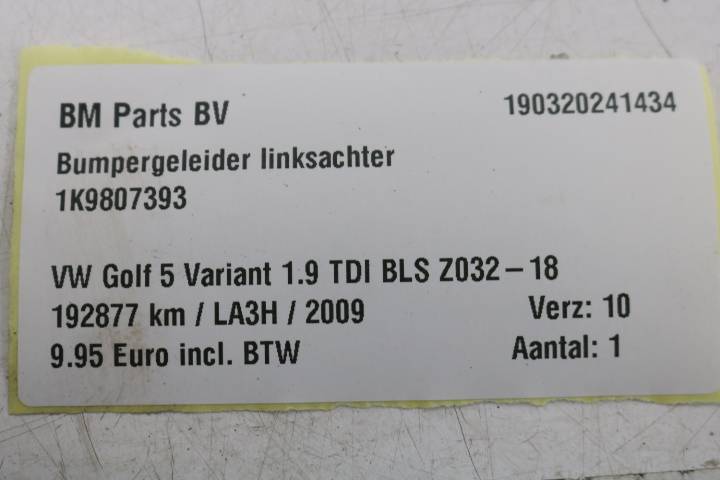 BM Parts BV 190320241434
Bumpergeleider linksachter
1K9807393
VW Golf 5 Variant 1.9 TDI BLS Z032-18
192877 km / LA3H / 2009 Verz: 10
9.95 Euro incl. BTW Aantal: 1